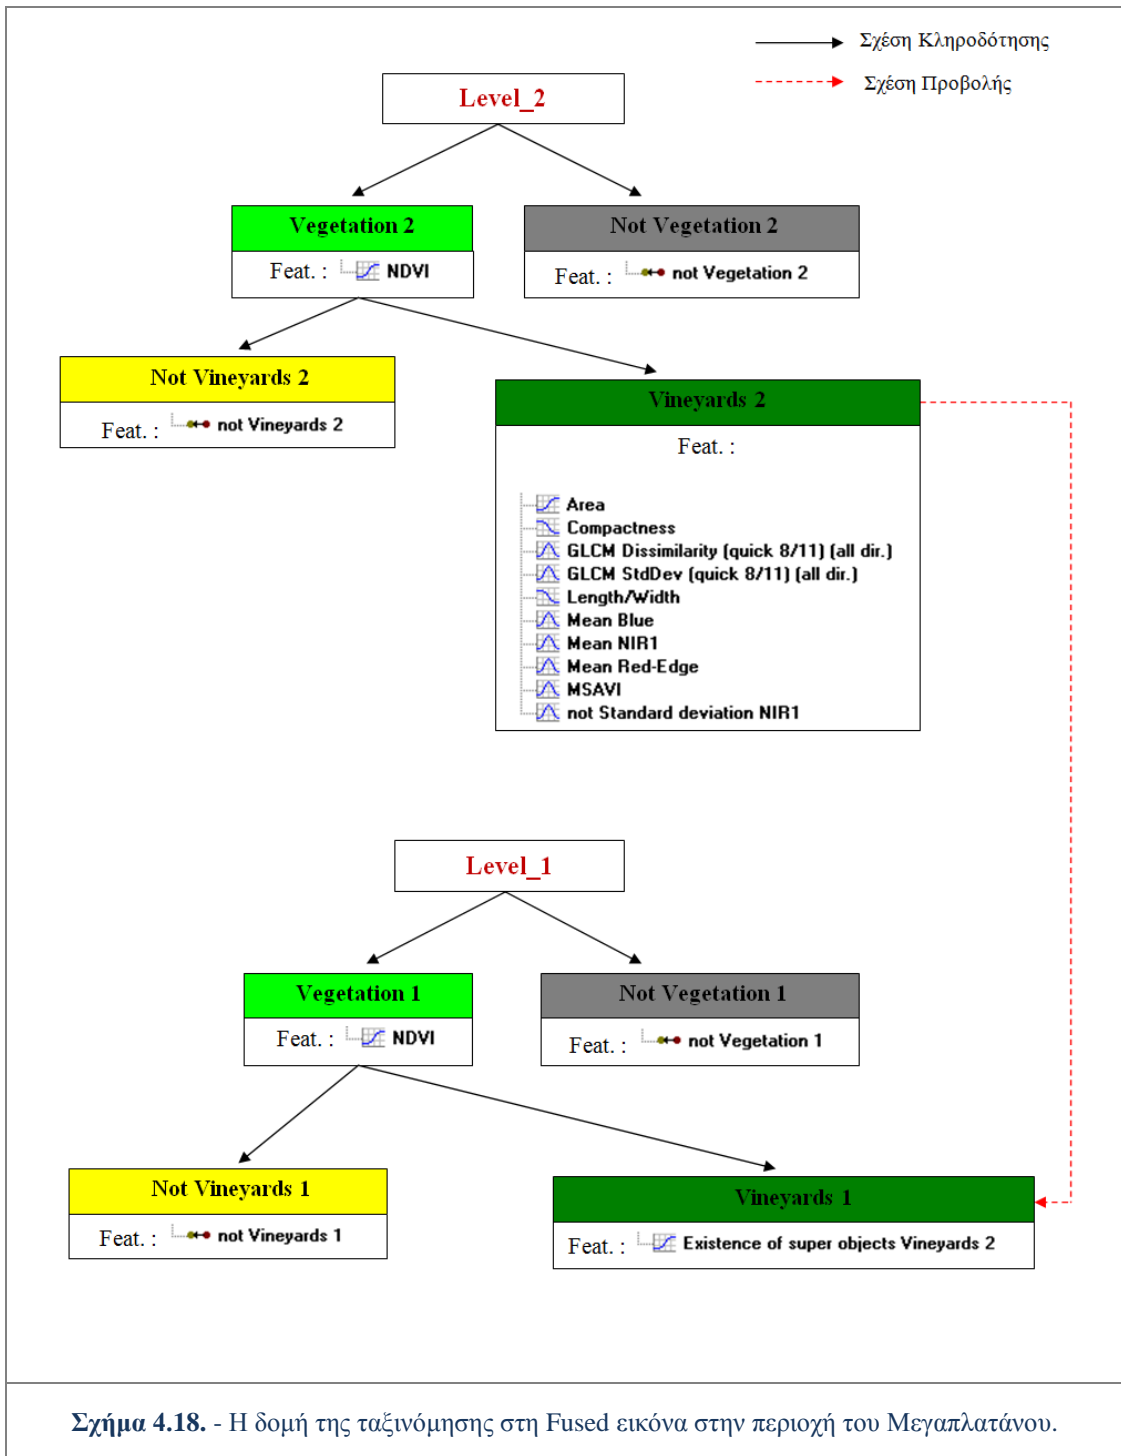 Σχέση Κληροδότησης
Σχέση Προβολής
Level_2
Vegetation 2
Feat. : NDVI
Not Vegetation 2
Feat. : not Vegetation 2
Not Vineyards 2
Feat. : not Vineyards 2
Vineyards 2
Feat. :
Area
Compactness
GLCM Dissimilarity (quick 8/11) (all dir.)
GLCM StdDev (quick 8/11) (all dir.)
Length/Width
Mean Blue
Mean NIR1
Mean Red-Edge
MSAVI
not Standard deviation NIR1
Level_1
Vegetation 1
Feat. : NDVI
Not Vegetation 1
Feat. : not Vegetation 1
Not Vineyards 1
Feat. : not Vineyards 1
Vineyards 1
Feat. : Existence of super objects Vineyards 2
Σχήμα 4.18. - Η δομή της ταξινόμησης στη Fused εικόνα στην περιοχή του Μεγαπλατάνου.